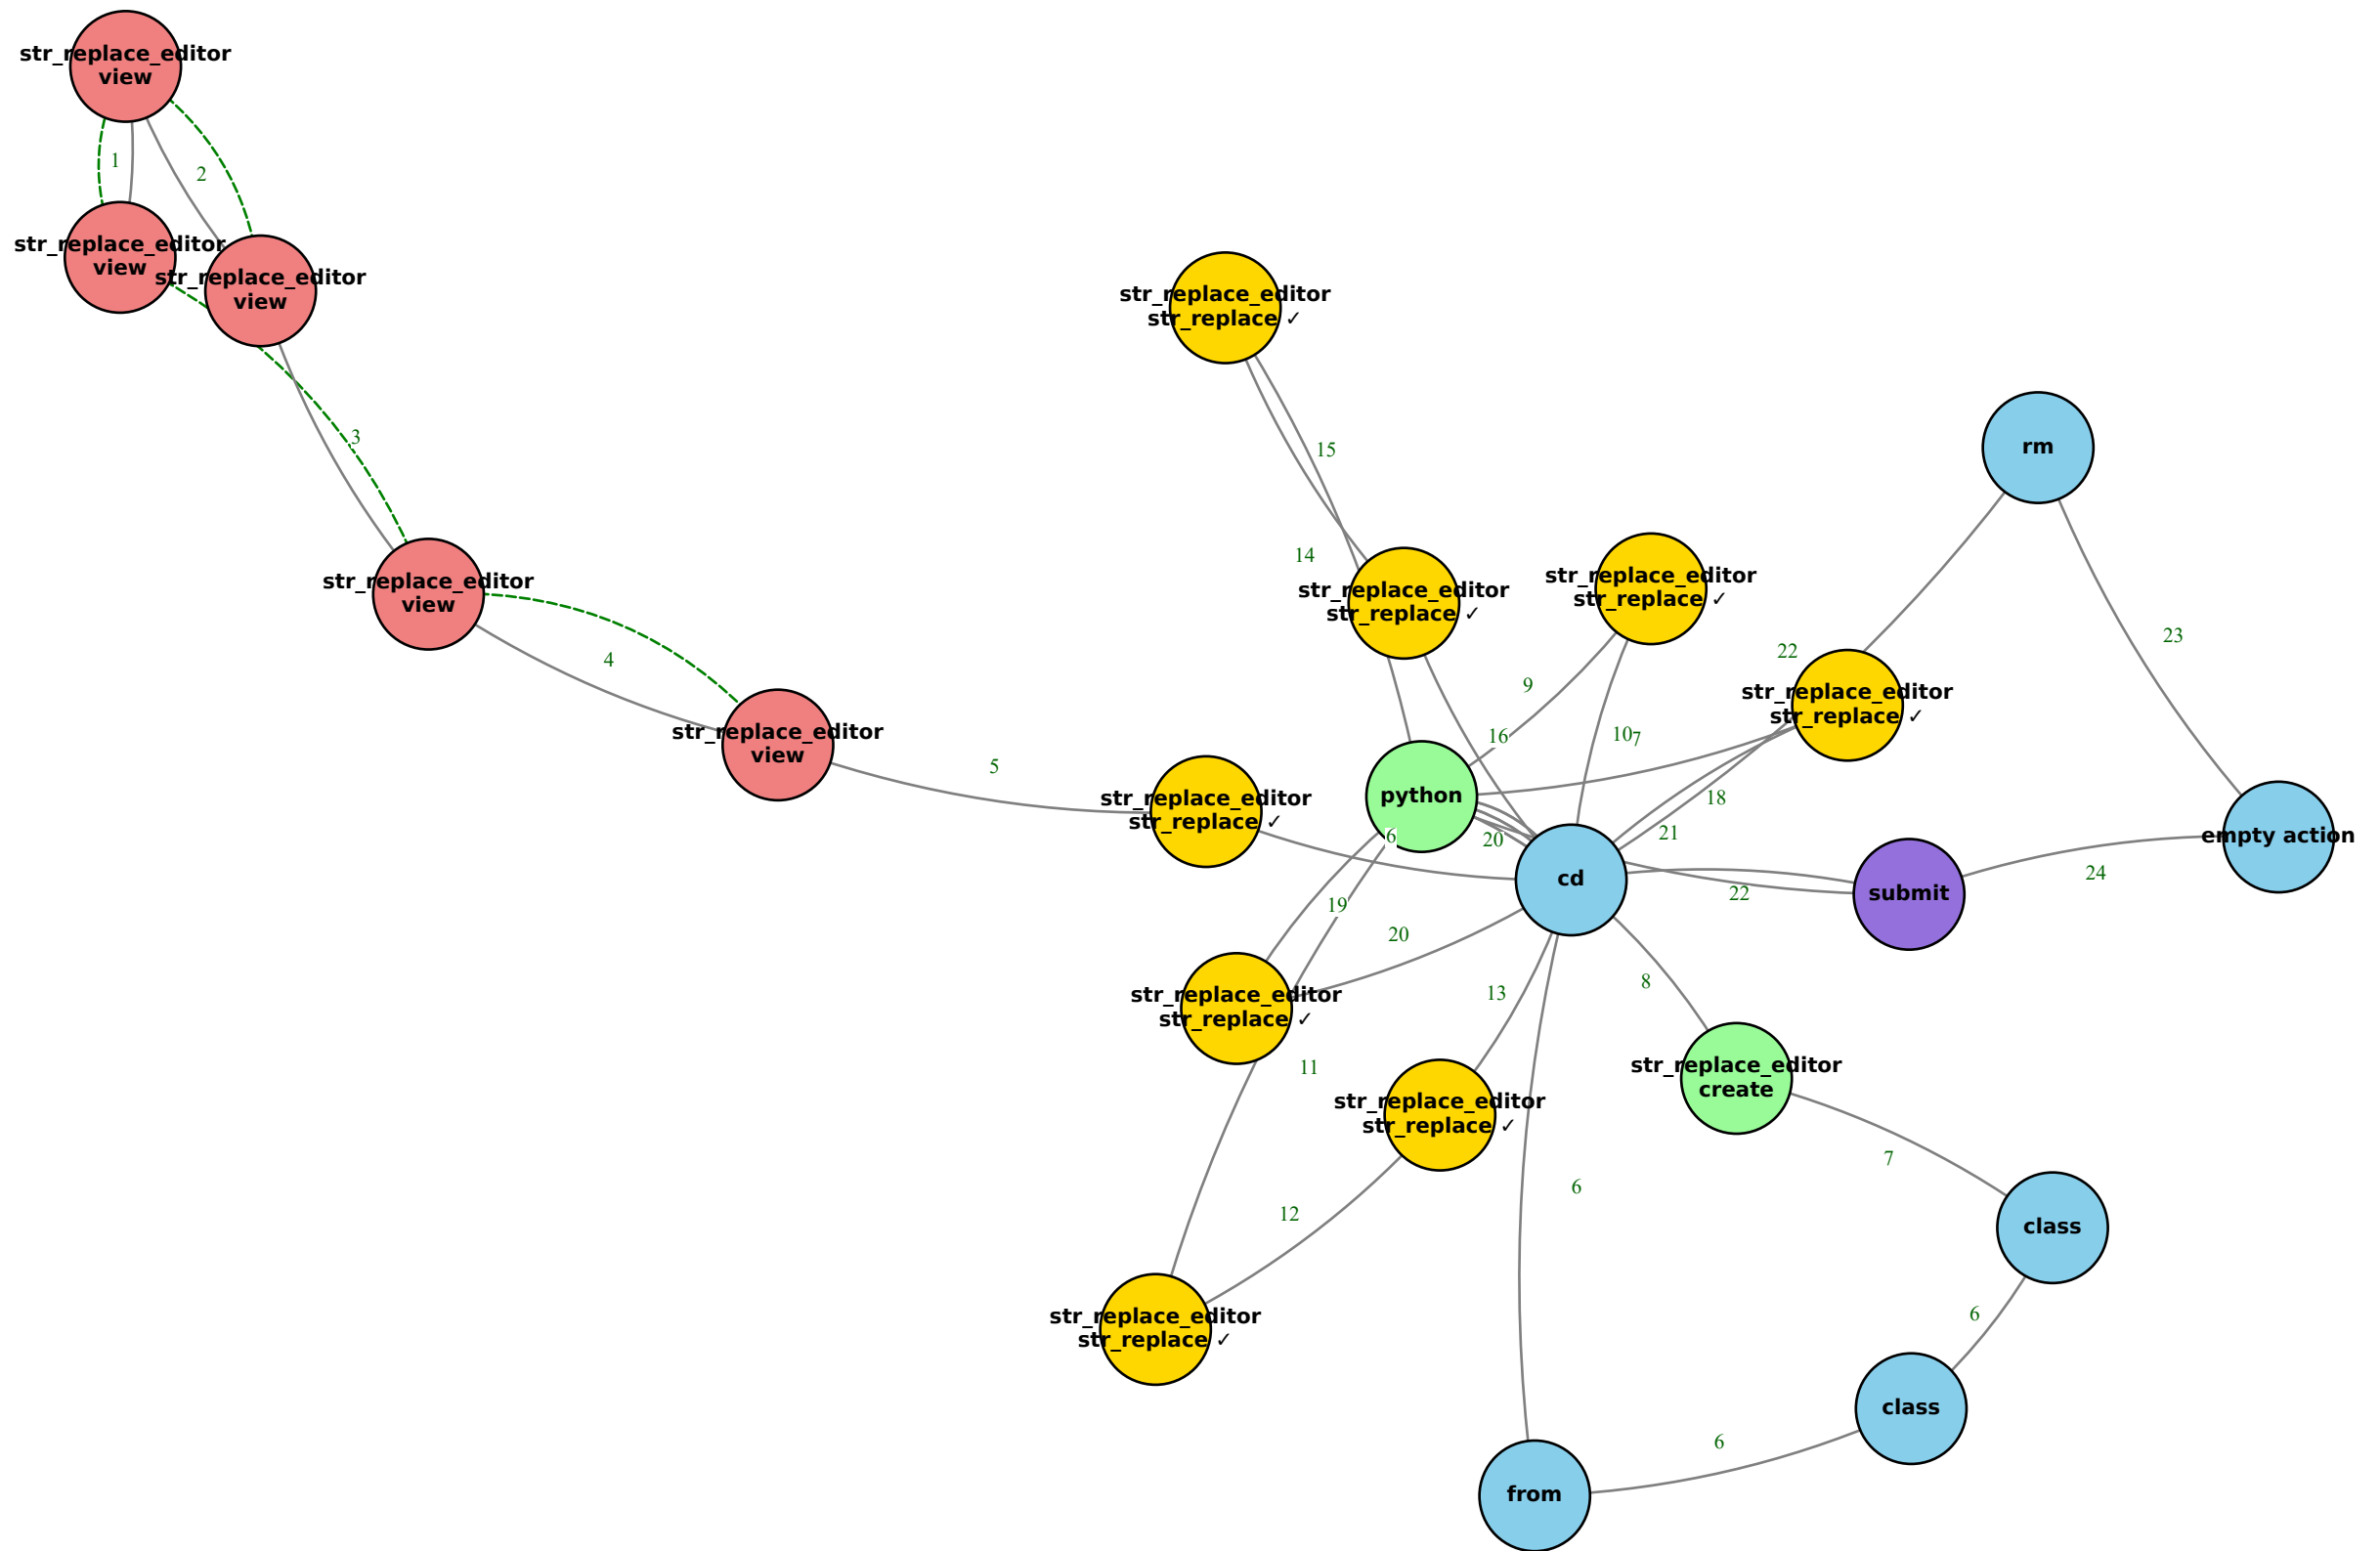 str_replace_editor
view
1
2
str_replace_editor
view
str_replace_editor
view
str_replace_editor
str_replace ✓
3
rm
15
14
str_replace_editor
view
str_replace_editor
str_replace ✓
str_replace_editor
str_replace ✓
23
4
22
9
str_replace_editor
str_replace ✓
16
10
7
str_replace_editor
view
5
python
18
str_replace_editor
str_replace ✓
6
20
21
empty action
cd
24
22
submit
19
20
13
8
str_replace_editor
str_replace ✓
11
str_replace_editor
create
str_replace_editor
str_replace ✓
7
6
12
class
6
str_replace_editor
str_replace ✓
class
6
from